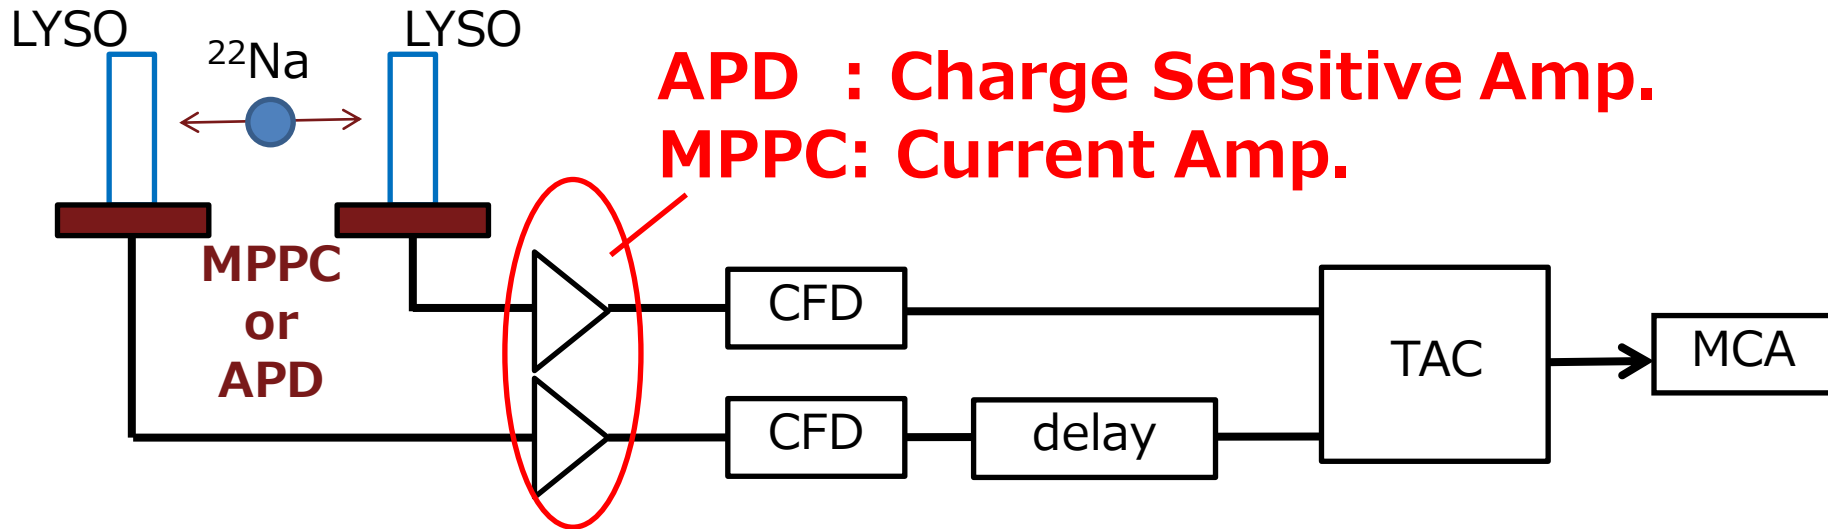 LYSO
²²Na
LYSO
APD : Charge Sensitive Amp.
MPPC: Current Amp.
MPPC
or
APD
CFD
TAC
MCA
CFD
delay